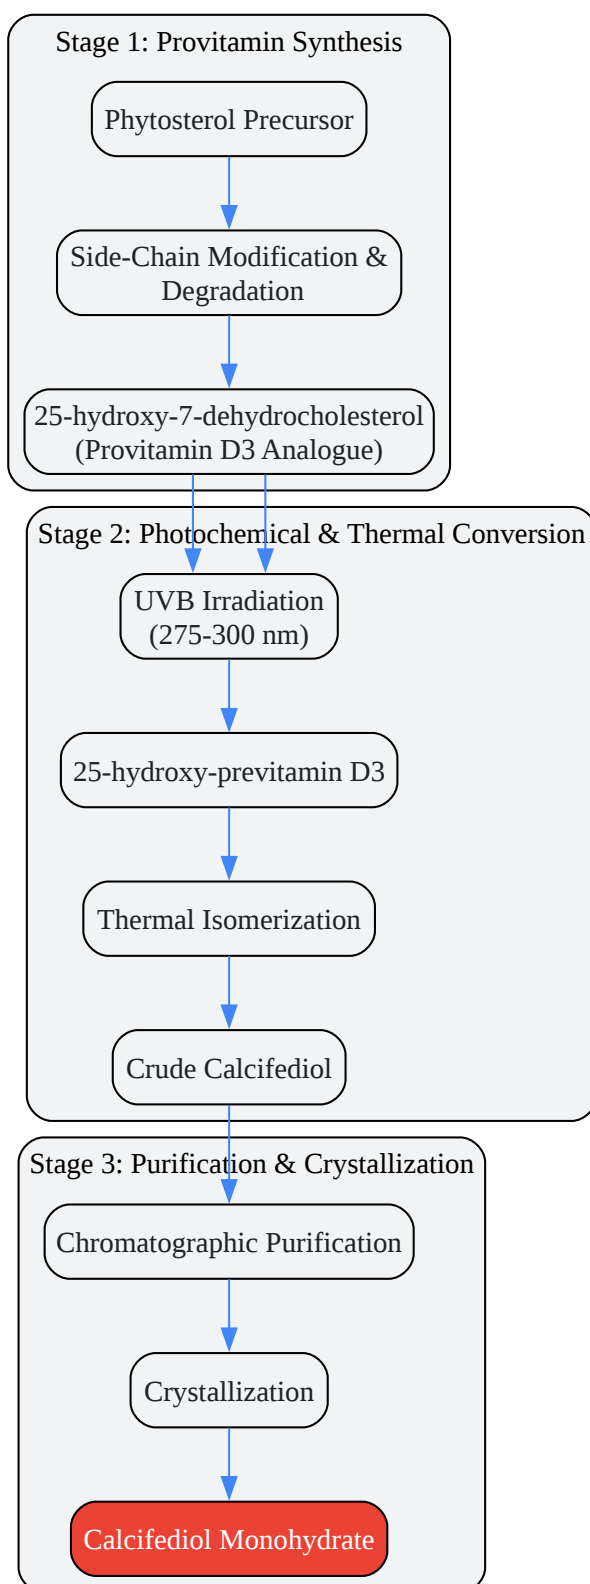 Stage 1: Provitamin Synthesis
Phytosterol Precursor
Side-Chain Modification &
Degradation
25-hydroxy-7-dehydrocholesterol
(Provitamin D3 Analogue)
Stage 2: Photochemical & Thermal Conversion
UVB Irradiation
(275-300 nm)
25-hydroxy-previtamin D3
Thermal Isomerization
Crude Calcifediol
Stage 3: Purification & Crystallization
Chromatographic Purification
Crystallization
Calcifediol Monohydrate